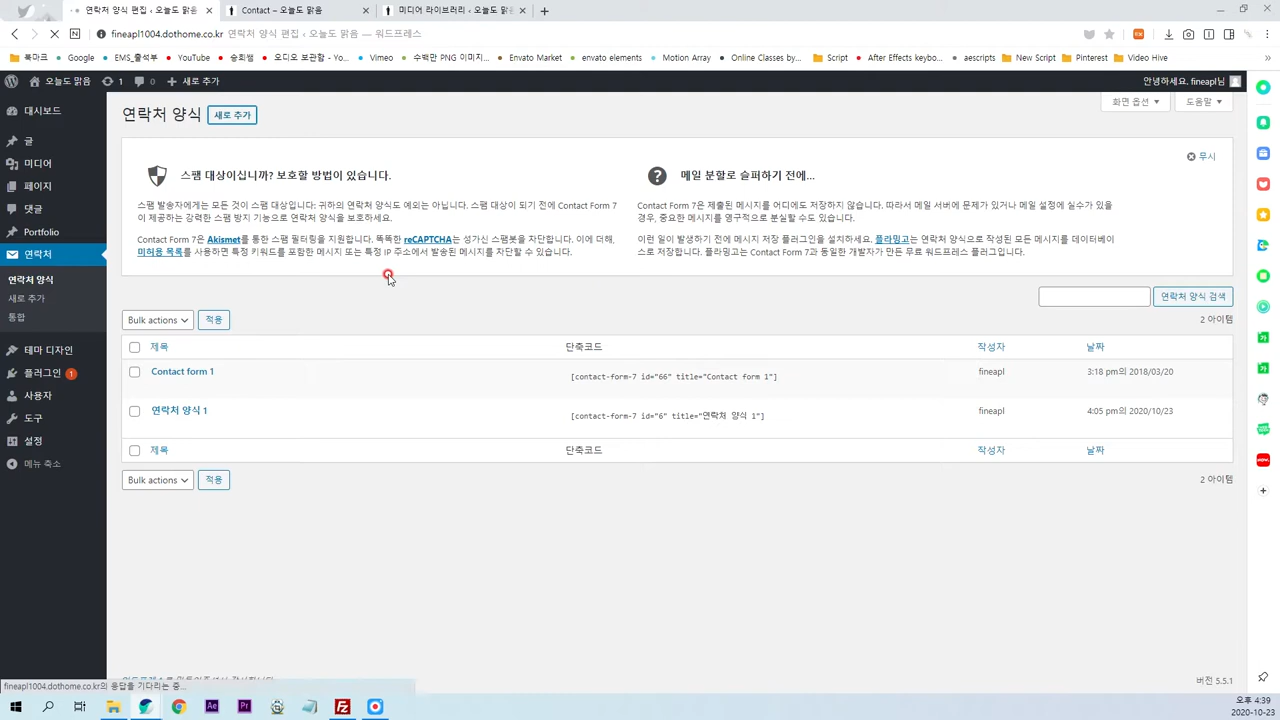 연락처 양식 편집 ‹ 오늘도 맑음
Contact – 오늘도 맑음
미디어 라이브러리 ‹ 오늘도 맑
fineapl1004.dothome.co.kr 연락처 양식 편집 ‹ 오늘도 맑음 — 워드프레스
북마크 Google EMS_출석부 YouTube 승희쌤 오디오 보관함 - Yo... Vimeo 수백만 PNG 이미지... Envato Market envato elements Motion Array Online Classes by... Script After Effects keybo... aescripts New Script Pinterest Video Hive
오늘도 맑음 1 0 새로 추가
안녕하세요, fineapl님
대시보드
글
미디어
페이지
댓글
Portfolio
연락처
연락처 양식
새로 추가
통합
테마 디자인
플러그인 1
사용자
도구
설정
메뉴 축소
연락처 양식 새로 추가
화면 옵션 도움말
무시
스팸 대상이십니까? 보호할 방법이 있습니다.
스팸 발송자에게는 모든 것이 스팸 대상입니다; 귀하의 연락처 양식도 예외는 아닙니다. 스팸 대상이 되기 전에 Contact Form 7
이 제공하는 강력한 스팸 방지 기능으로 연락처 양식을 보호하세요.
Contact Form 7은 Akismet를 통한 스팸 필터링을 지원합니다. 똑똑한 reCAPTCHA는 성가신 스팸봇을 차단합니다. 이에 더해,
미허용 목록를 사용하면 특정 키워드를 포함한 메시지 또는 특정 IP 주소에서 발송된 메시지를 차단할 수 있습니다.
메일 분할로 슬퍼하기 전에...
Contact Form 7은 제출된 메시지를 어디에도 저장하지 않습니다. 따라서 메일 서버에 문제가 있거나 메일 설정에 실수가 있을
경우, 중요한 메시지를 영구적으로 분실할 수도 있습니다.
이런 일이 발생하기 전에 메시지 저장 플러그인을 설치하세요. 플라밍고는 연락처 양식으로 작성된 모든 메시지를 데이터베이
스로 저장합니다. 플라밍고는 Contact Form 7과 동일한 개발자가 만든 무료 워드프레스 플러그인입니다.
연락처 양식 검색
Bulk actions 적용
2 아이템
제목 단축코드 작성자 날짜
Contact form 1 [contact-form-7 id="66" title="Contact form 1"] fineapl 3:18 pm의 2018/03/20
연락처 양식 1 [contact-form-7 id="6" title="연락처 양식 1"] fineapl 4:05 pm의 2020/10/23
제목 단축코드 작성자 날짜
Bulk actions 적용
2 아이템
버전 5.5.1
fineapl1004.dothome.co.kr의 응답을 기다리는 중...
오후 4:39
2020-10-23